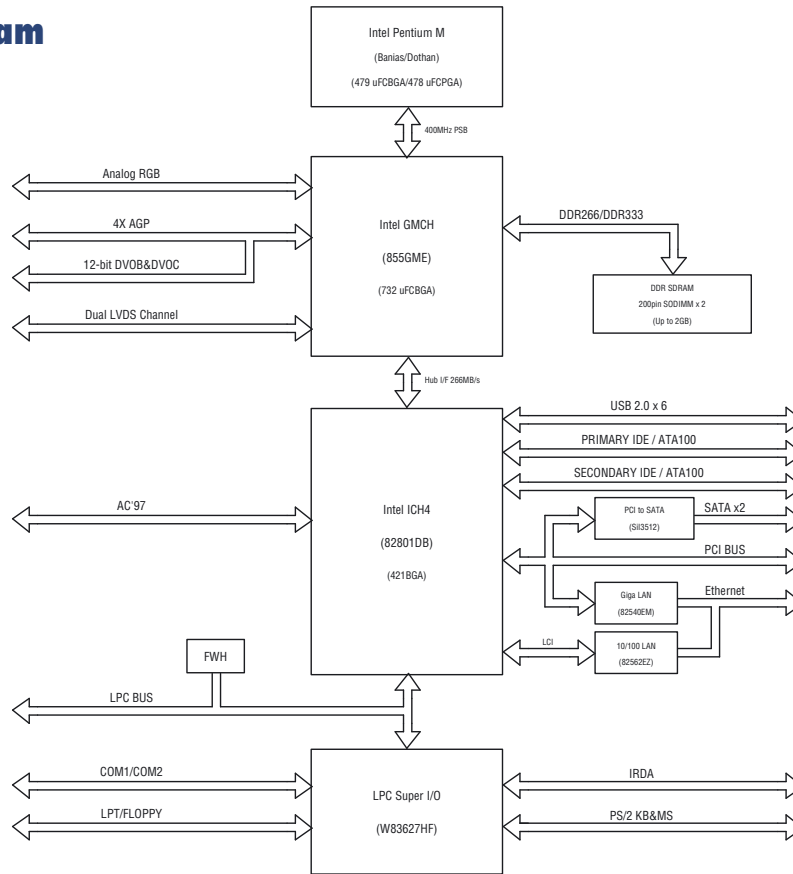 am
Intel Pentium M
(Banias/Dothan)
(479 uFCBGA/478 uFCPGA)
400MHz PSB
Analog RGB
4X AGP
12-bit DVOB&DVOC
Dual LVDS Channel
Intel GMCH
(855GME)
(732 uFCBGA)
DDR266/DDR333
DDR SDRAM
200pin SODIMM x 2
(Up to 2GB)
Hub I/F 266MB/s
USB 2.0 x 6
PRIMARY IDE / ATA100
SECONDARY IDE / ATA100
AC'97
Intel ICH4
(82801DB)
(421BGA)
PCI to SATA
(SiI3512)
SATA x2
PCI BUS
Giga LAN
(82540EM)
Ethernet
LCI
10/100 LAN
(82562EZ)
FWH
LPC BUS
COM1/COM2
LPT/FLOPPY
LPC Super I/O
(W83627HF)
IRDA
PS/2 KB&MS